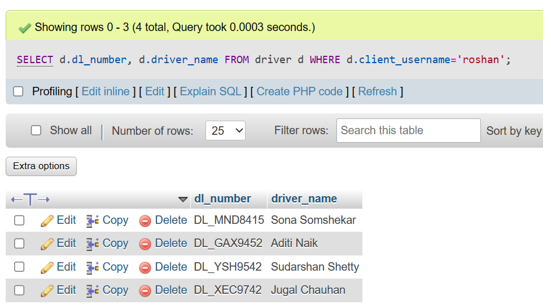 Showing rows 0 - 3 (4 total, Query took 0.0003 seconds.)
SELECT d.dl_number, d.driver_name FROM driver d WHERE d.client_username='roshan';
Profiling [ Edit inline ] [ Edit ] [ Explain SQL ] [ Create PHP code ] [ Refresh ]
Show all Number of rows: 25 Filter rows: Search this table Sort by key
Extra options
dl_number driver_name
Edit Copy Delete DL_MND8415 Sona Somshekar
Edit Copy Delete DL_GAX9452 Aditi Naik
Edit Copy Delete DL_YSH9542 Sudarshan Shetty
Edit Copy Delete DL_XEC9742 Jugal Chauhan